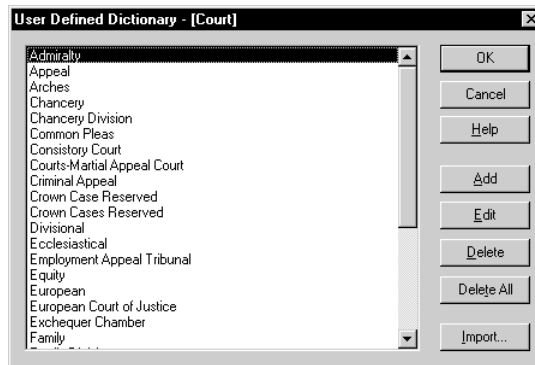 User Defined Dictionary - [Court]
Admiralty
Appeal
Arches
Chancery
Chancery Division
Common Pleas
Consistory Court
Courts-Martial Appeal Court
Criminal Appeal
Crown Case Reserved
Crown Cases Reserved
Divisional
Ecclesiastical
Employment Appeal Tribunal
Equity
European
European Court of Justice
Exchequer Chamber
Family
OK
Cancel
Help
Add
Edit
Delete
Delete All
Import...